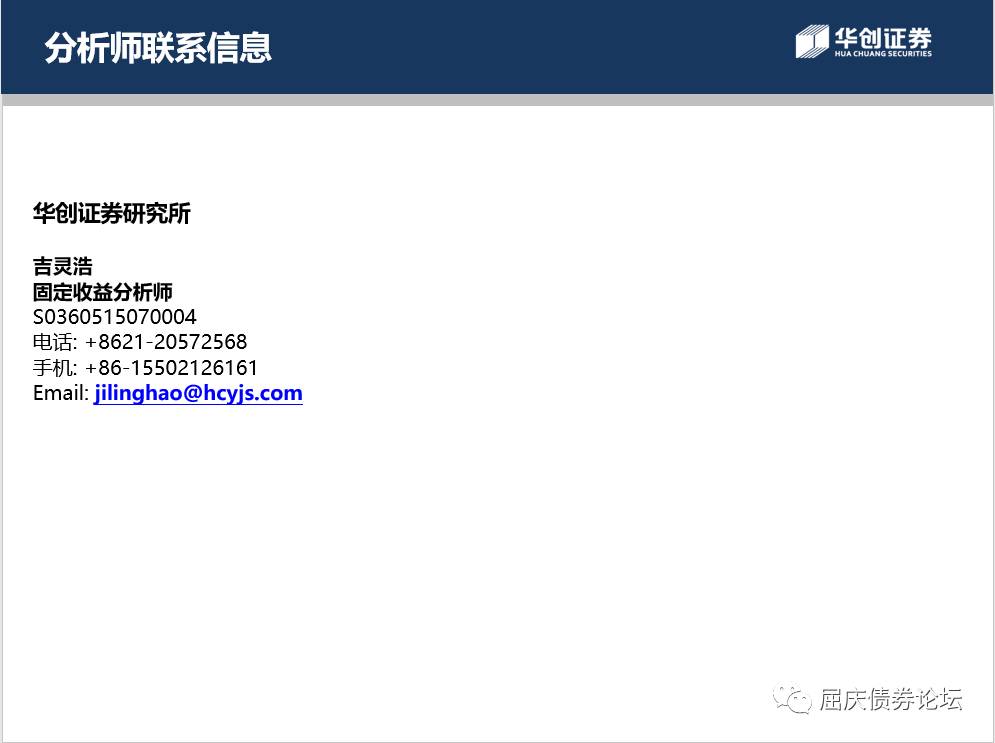 分析师联系信息
华创证券
HUA CHUANG SECURITIES
华创证券研究所
吉灵浩
固定收益分析师
S0360515070004
电话: +8621-20572568
手机: +86-15502126161
Email: jilinghao@hcyjs.com
屈庆债券论坛